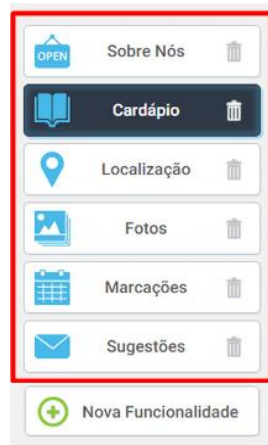 OPEN
Sobre Nós
Cardápio
Localização
Fotos
Marcações
Sugestões
Nova Funcionalidade